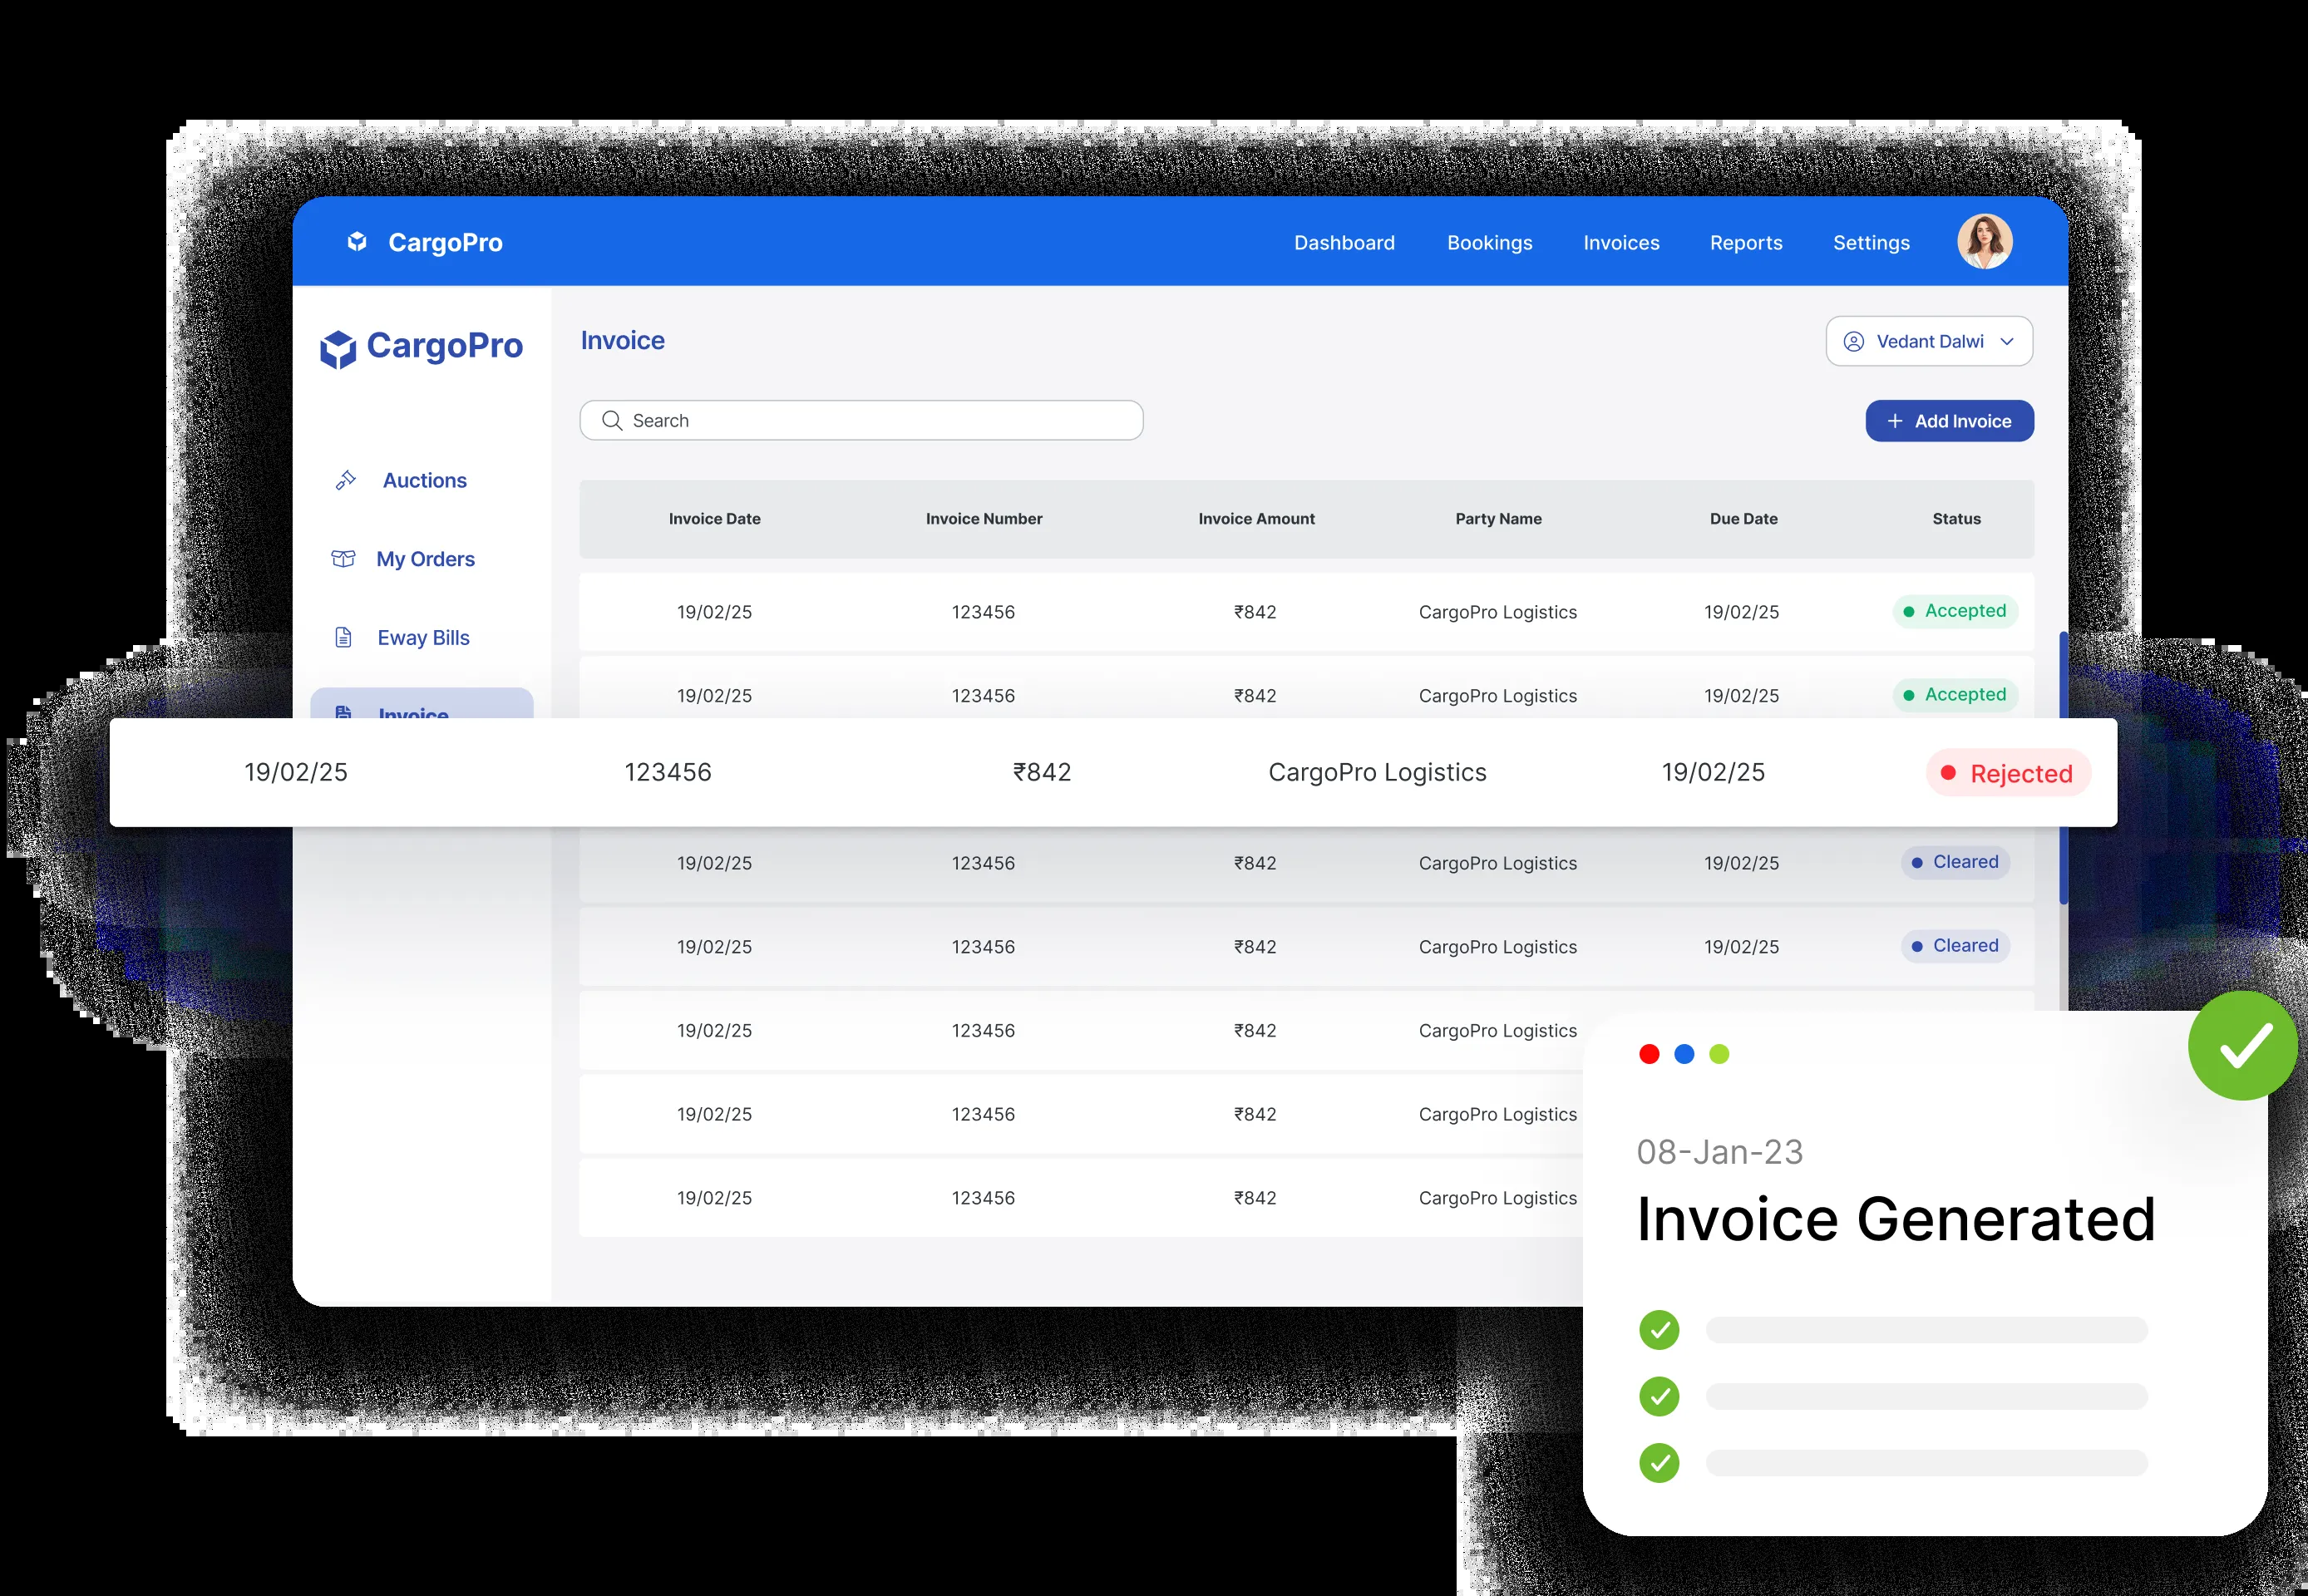 CargoPro Dashboard Bookings Invoices Reports Settings
CargoPro
Invoice
Vedant Dalwi
Search
+ Add Invoice
Auctions
My Orders
Eway Bills
Invoice
Invoice Date Invoice Number Invoice Amount Party Name Due Date Status
19/02/25 123456 ₹842 CargoPro Logistics 19/02/25 Accepted
19/02/25 123456 ₹842 CargoPro Logistics 19/02/25 Accepted
19/02/25 123456 ₹842 CargoPro Logistics 19/02/25 Rejected
19/02/25 123456 ₹842 CargoPro Logistics 19/02/25 Cleared
19/02/25 123456 ₹842 CargoPro Logistics 19/02/25 Cleared
19/02/25 123456 ₹842 CargoPro Logistics
19/02/25 123456 ₹842 CargoPro Logistics
19/02/25 123456 ₹842 CargoPro Logistics
08-Jan-23
Invoice Generated